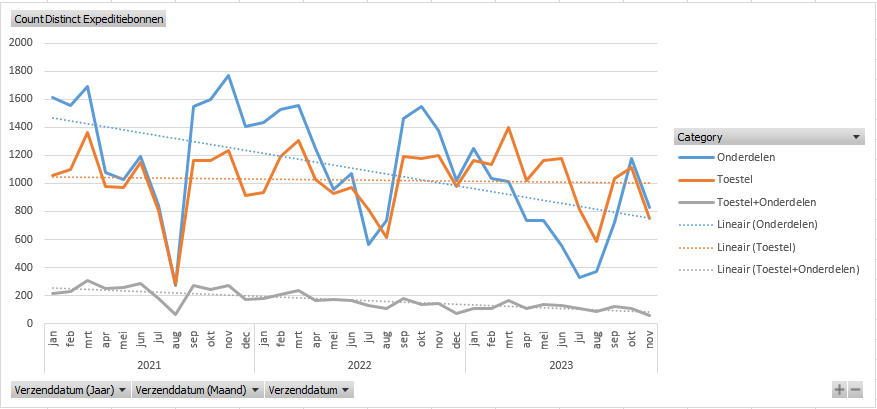 CountDistinct Expeditiebonnen
2000
1800
1600
1400
1200
1000
800
600
400
200
0
jan feb mrt apr mei jun jul aug sep okt nov dec jan feb mrt apr mei jun jul aug sep okt nov dec jan feb mrt apr mei jun jul aug sep okt nov
2021 2022 2023
Category
Onderdelen
Toestel
Toestel+Onderdelen
Lineair (Onderdelen)
Lineair (Toestel)
Lineair (Toestel+Onderdelen)
Verzenddatum (Jaar) Verzenddatum (Maand) Verzenddatum